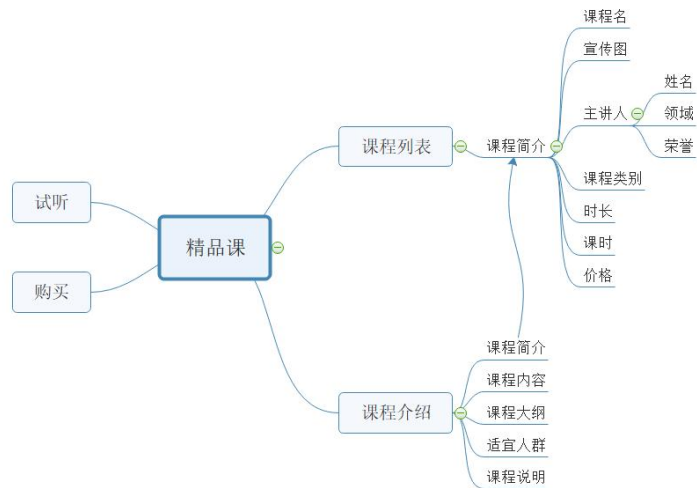 试听
购买
精品课
课程列表
课程简介
课程名
宣传图
主讲人
姓名
领域
荣誉
课程类别
时长
课时
价格
课程介绍
课程简介
课程内容
课程大纲
适宜人群
课程说明